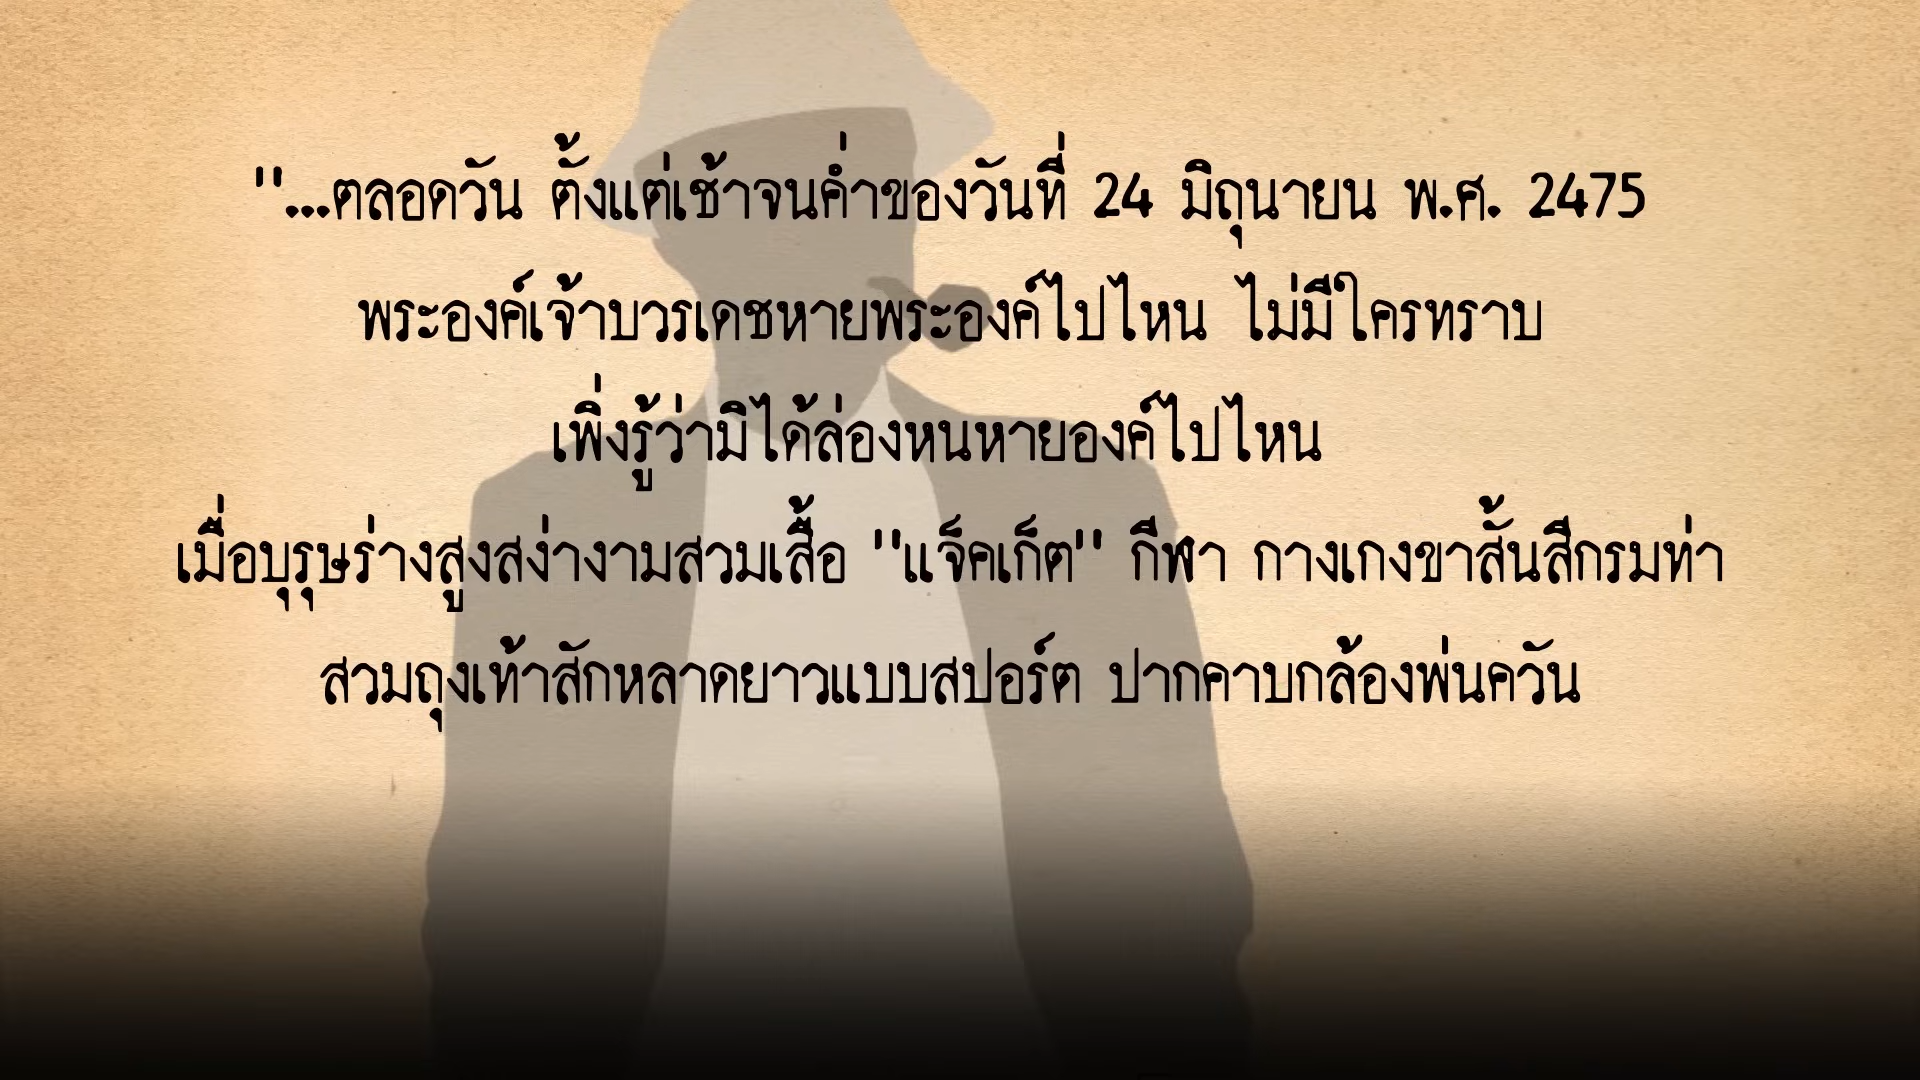 "...ตลอดวัน ตั้งแต่เช้าจนค่ำของวันที่ 24 มิถุนายน พ.ศ. 2475
พระองค์เจ้าบวรเดชหายพระองค์ไปไหน ไม่มีใครทราบ
เพิ่งรู้ว่ามิได้ล่องหนหายองค์ไปไหน
เมื่อบุรุษร่างสูงสง่างามสวมเสื้อ "แจ็คเก็ต" กีฬา กางเกงขาสั้นสีกรมท่า
สวมถุงเท้าสักหลาดยาวแบบสปอร์ต ปากคาบกล้องพ่นควัน